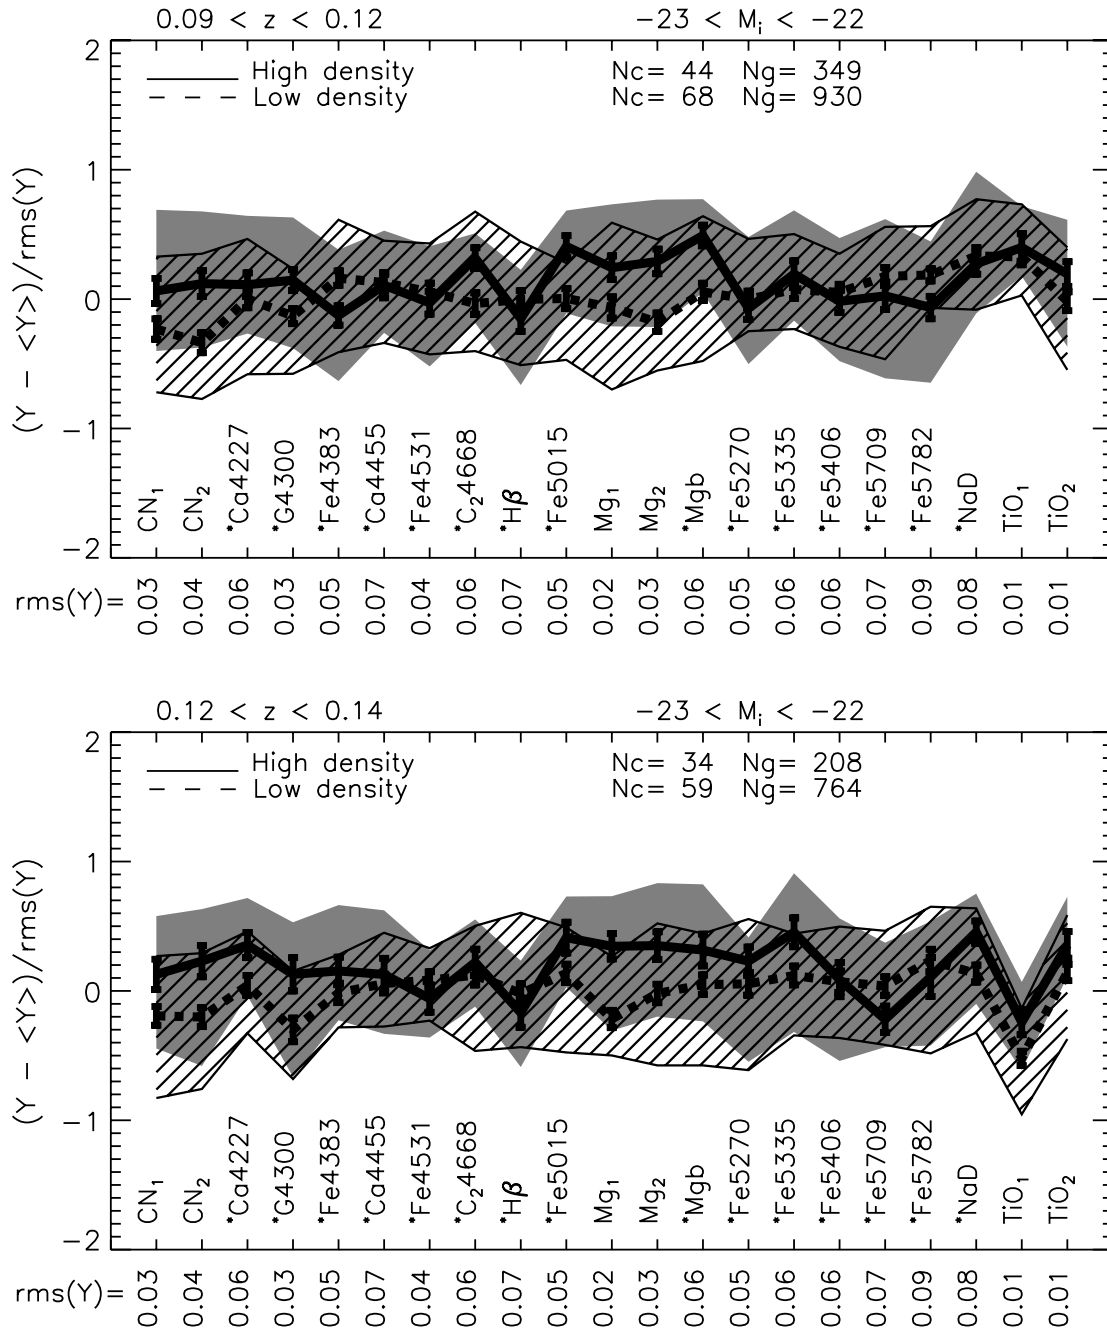 0.09 < z < 0.12 −23 < Mᵢ < −22
2
High density Nc= 44 Ng= 349
Low density Nc= 68 Ng= 930
1
(Y − <Y>)/rms(Y)
0
−1
CN₁ CN₂ *Ca4227 *G4300 *Fe4383 *Ca4455 *Fe4531 *C₂4668 *Hβ *Fe5015 Mg₁ Mg₂ *Mgb *Fe5270 *Fe5335 *Fe5406 *Fe5709 *Fe5782 *NaD TiO₁ TiO₂
−2
rms(Y)= 0.03 0.04 0.06 0.03 0.05 0.07 0.04 0.06 0.07 0.05 0.02 0.03 0.06 0.05 0.06 0.06 0.07 0.09 0.08 0.01 0.01
0.12 < z < 0.14 −23 < Mᵢ < −22
2
High density Nc= 34 Ng= 208
Low density Nc= 59 Ng= 764
1
(Y − <Y>)/rms(Y)
0
−1
CN₁ CN₂ *Ca4227 *G4300 *Fe4383 *Ca4455 *Fe4531 *C₂4668 *Hβ *Fe5015 Mg₁ Mg₂ *Mgb *Fe5270 *Fe5335 *Fe5406 *Fe5709 *Fe5782 *NaD TiO₁ TiO₂
−2
rms(Y)= 0.03 0.04 0.06 0.03 0.05 0.07 0.04 0.06 0.07 0.05 0.02 0.03 0.06 0.05 0.06 0.06 0.07 0.09 0.08 0.01 0.01